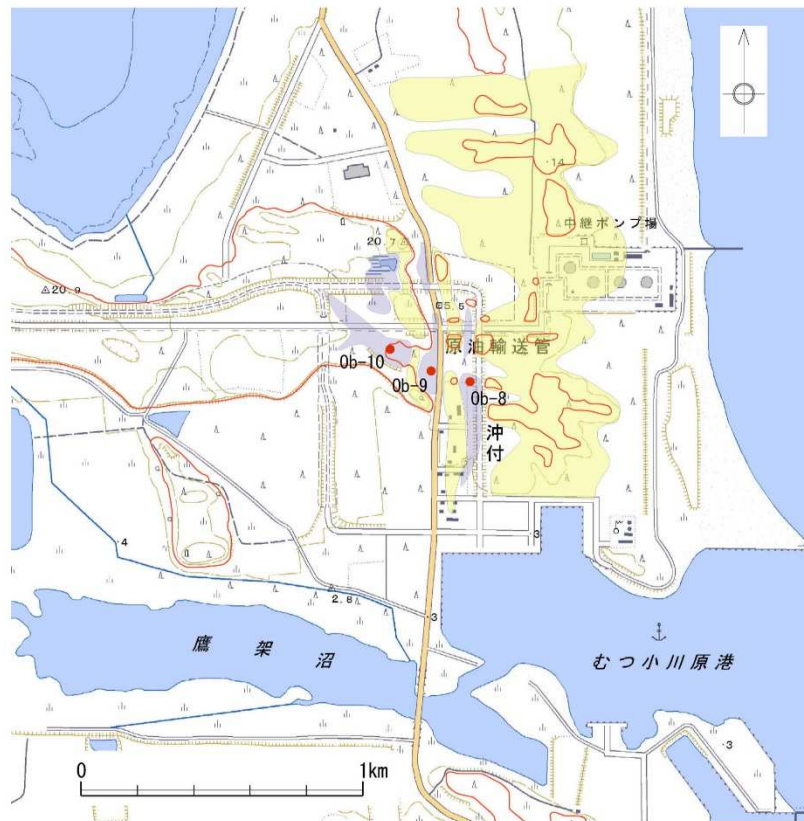 ・14
中継ポンプ場
20.7
△20.9
5.5
原油輸送管
Ob-10
Ob-9
Ob-8
沖付
・4
・3
2.8
・3
鷹架沼
むつ小川原港
・3
0
1km